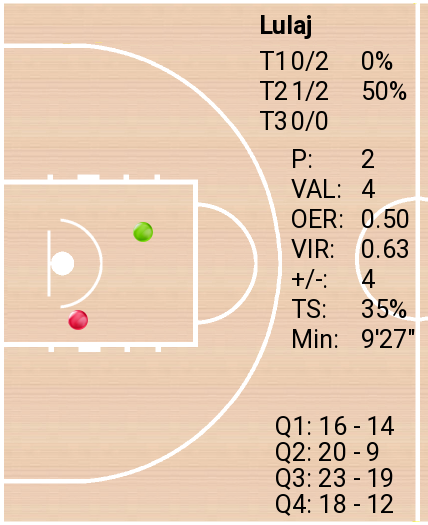 Lulaj
T1 0/2 0%
T2 1/2 50%
T3 0/0
P: 2
VAL: 4
OER: 0.50
VIR: 0.63
+/-: 4
TS: 35%
Min: 9'27"
Q1: 16 - 14
Q2: 20 - 9
Q3: 23 - 19
Q4: 18 - 12